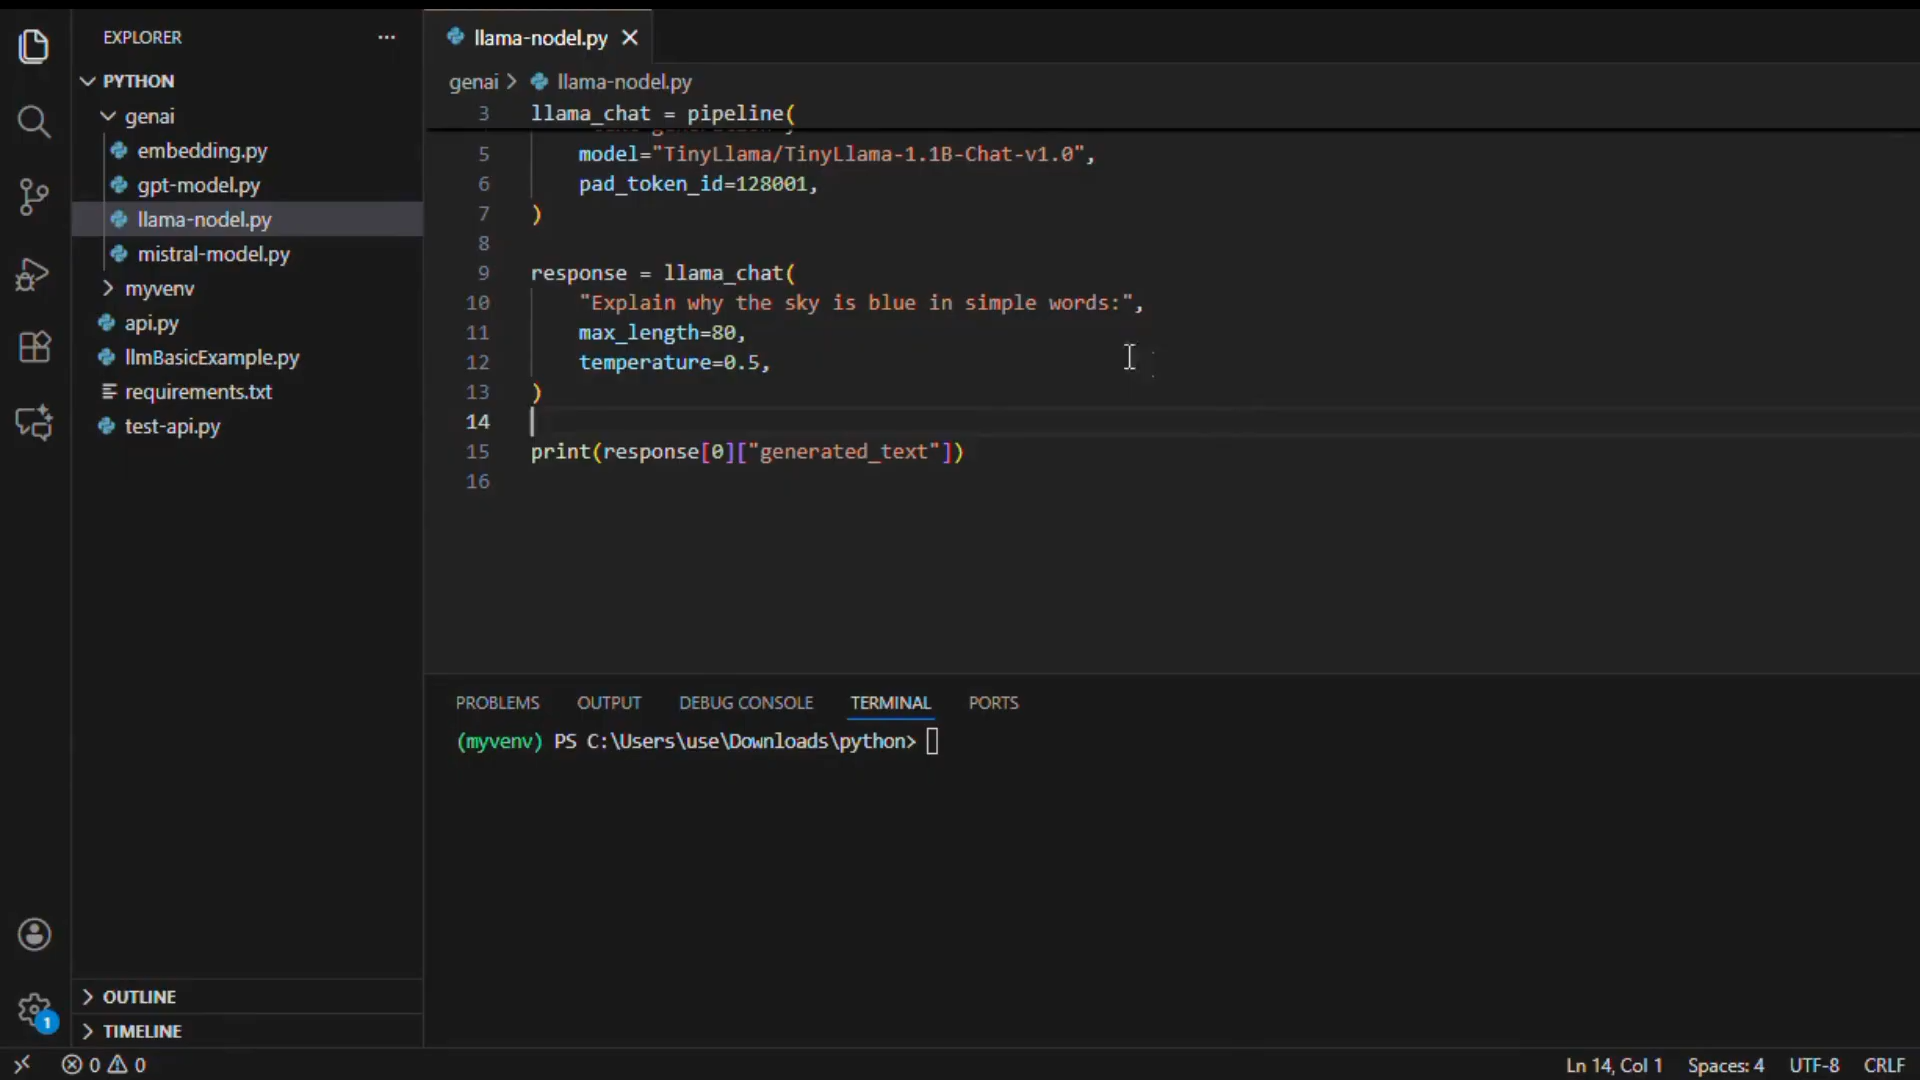 EXPLORER
PYTHON
genai
embedding.py
gpt-model.py
llama-nodel.py
mistral-model.py
myvenv
api.py
llmBasicExample.py
requirements.txt
test-api.py
OUTLINE
TIMELINE
llama-nodel.py
genai > llama-nodel.py
3 llama_chat = pipeline(
5 model="TinyLlama/TinyLlama-1.1B-Chat-v1.0",
6 pad_token_id=128001,
7 )
8
9 response = llama_chat(
10 "Explain why the sky is blue in simple words:",
11 max_length=80,
12 temperature=0.5,
13 )
14
15 print(response[0]["generated_text"])
16
PROBLEMS OUTPUT DEBUG CONSOLE TERMINAL PORTS
(myvenv) PS C:\Users\use\Downloads\python>
1
0 0
Ln 14, Col 1 Spaces: 4 UTF-8 CRLF